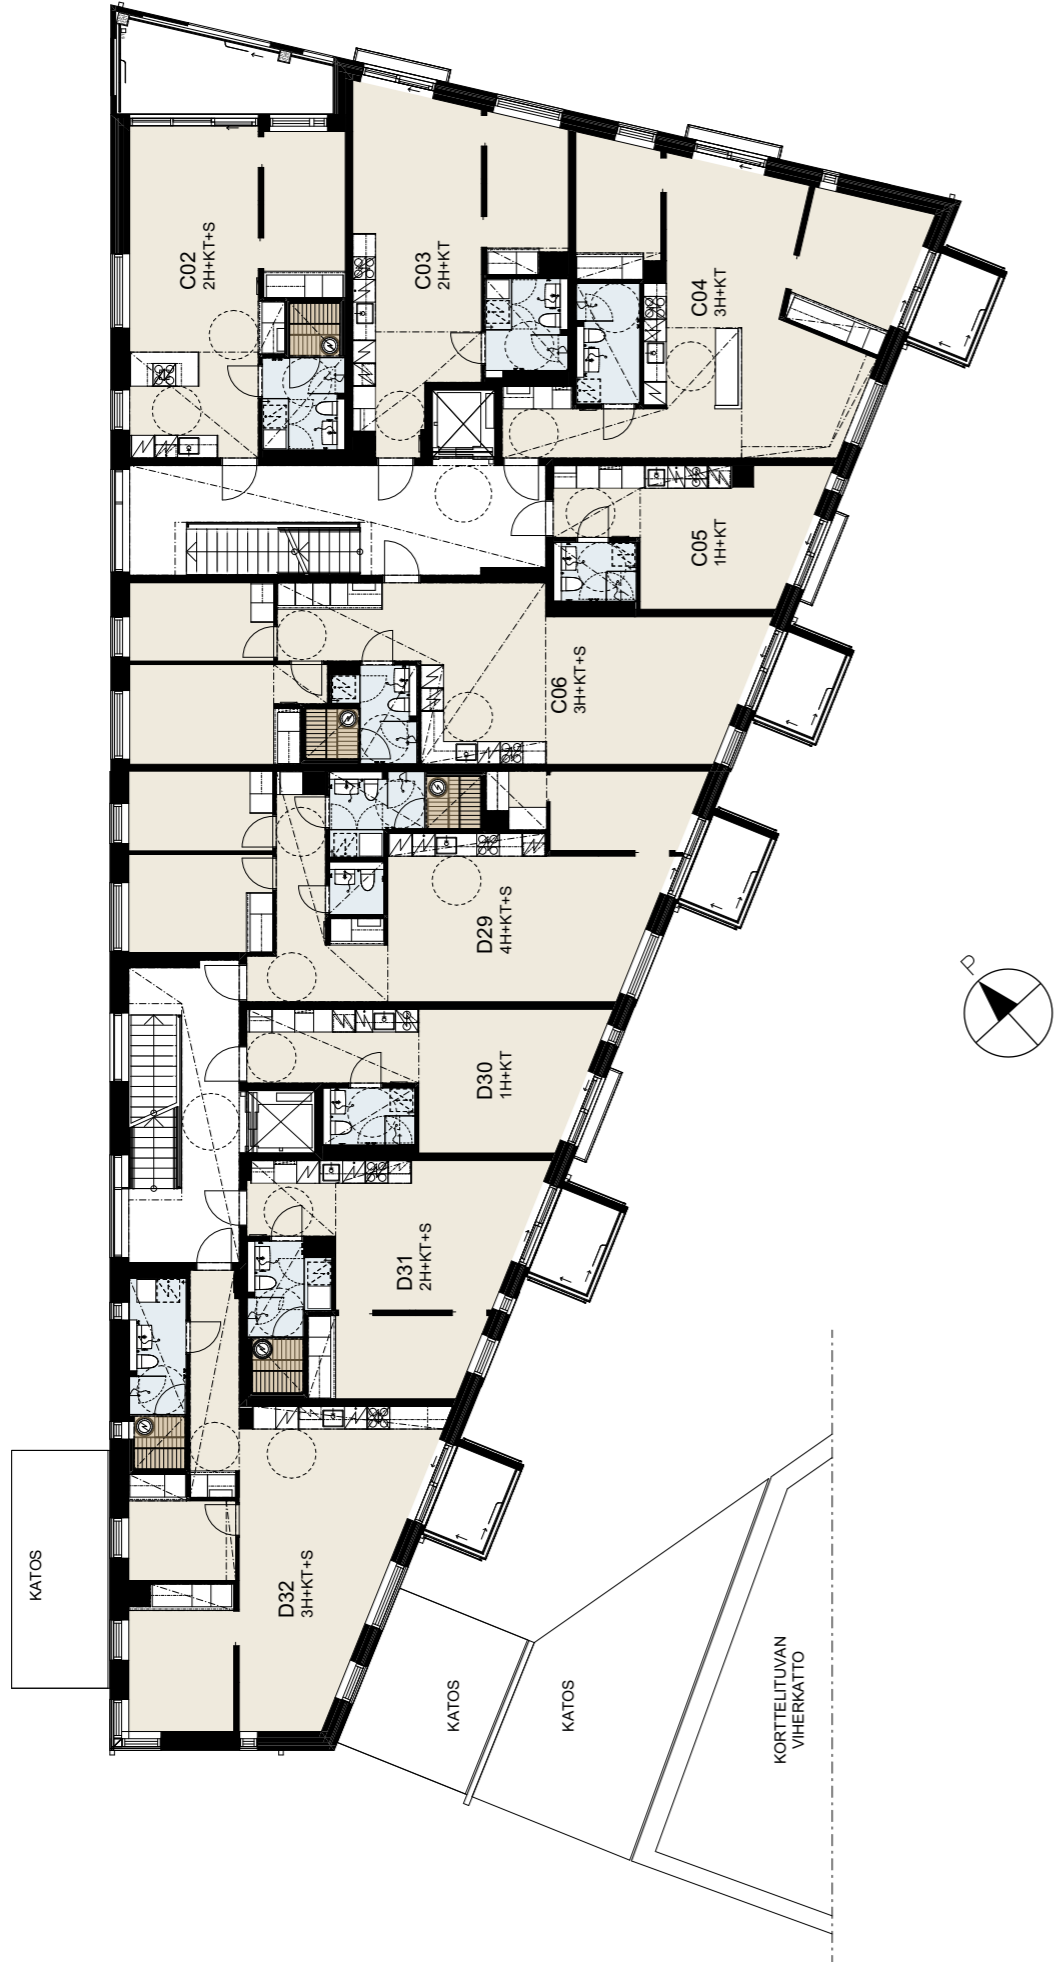 C02
2H+KT+S
C03
2H+KT
C04
3H+KT
C05
1H+KT
C06
3H+KT+S
D29
4H+KT+S
P
D30
1H+KT
D31
2H+KT+S
D32
3H+KT+S
KATOS
KATOS
KATOS
KORTTELITUVAN
VIHERKATTO